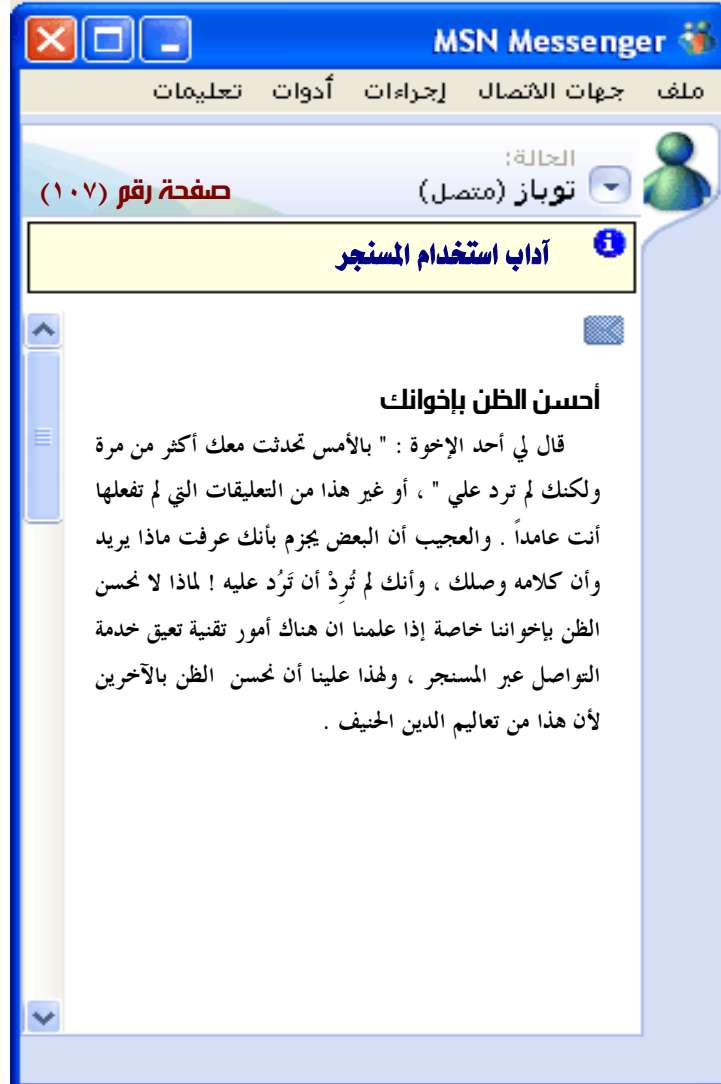 MSN Messenger
ملف جهات الاتصال إجراءات أدوات تعليمات
الحالة:
توباز (متصل)
صفحة رقم (١٠٧)
آداب استخدام المسنجر
أحسن الظن بإخوانك
قال لي أحد الإخوة : " بالأمس تحدثت معك أكثر من مرة
ولكنك لم ترد علي " ، أو غير هذا من التعليقات التي لم تفعلها
أنت عامداً . والعجيب أن البعض يجزم بأنك عرفت ماذا يريد
وأن كلامه وصلك ، وأنك لم تُرِدْ أن تَرُد عليه ! لماذا لا نحسن
الظن بإخواننا خاصة إذا علمنا ان هناك أمور تقنية تعيق خدمة
التواصل عبر المسنجر ، ولهذا علينا أن نحسن الظن بالآخرين
لأن هذا من تعاليم الدين الحنيف .